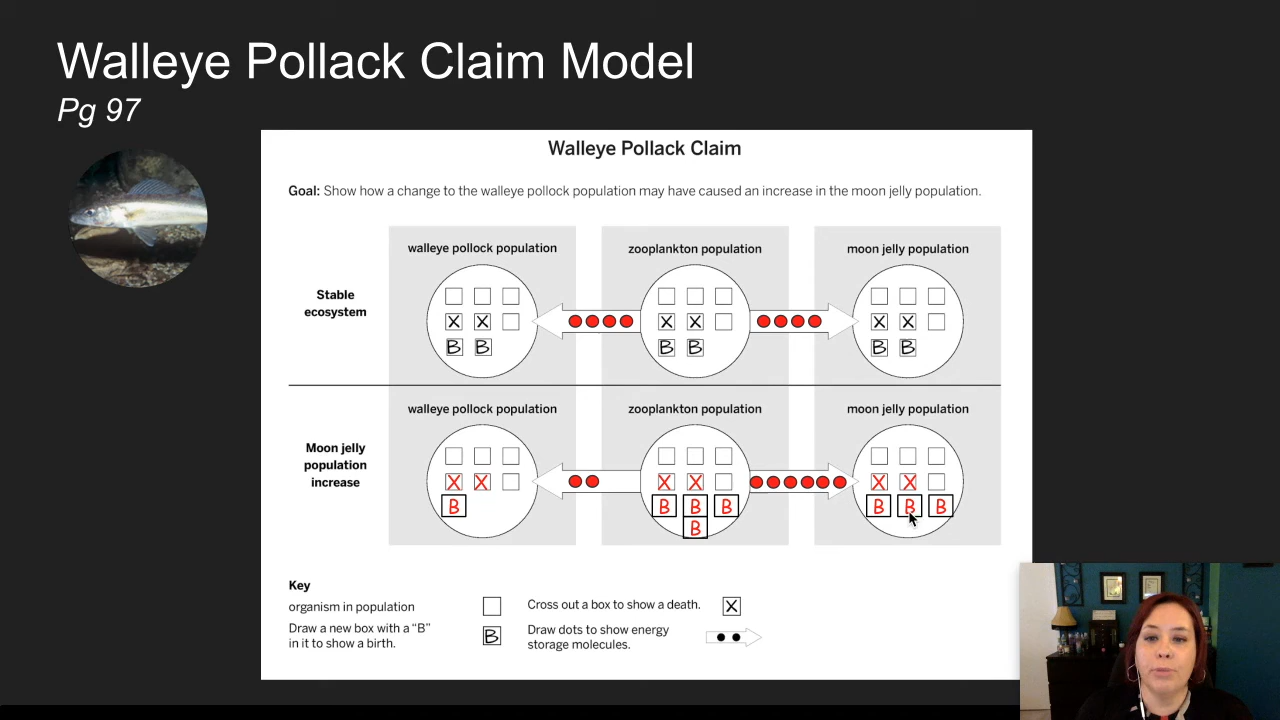 Walleye Pollack Claim Model
Pg 97
Walleye Pollack Claim
Goal: Show how a change to the walleye pollock population may have caused an increase in the moon jelly population.
walleye pollock population
zooplankton population
moon jelly population
Stable
ecosystem
X X
X X
X X
B B
B B
B B
walleye pollock population
zooplankton population
moon jelly population
Moon jelly
population
increase
X X
X X
X X
B
B B B
B B B
B
Key
organism in population
Cross out a box to show a death.
X
Draw a new box with a “B”
in it to show a birth.
B
Draw dots to show energy
storage molecules.